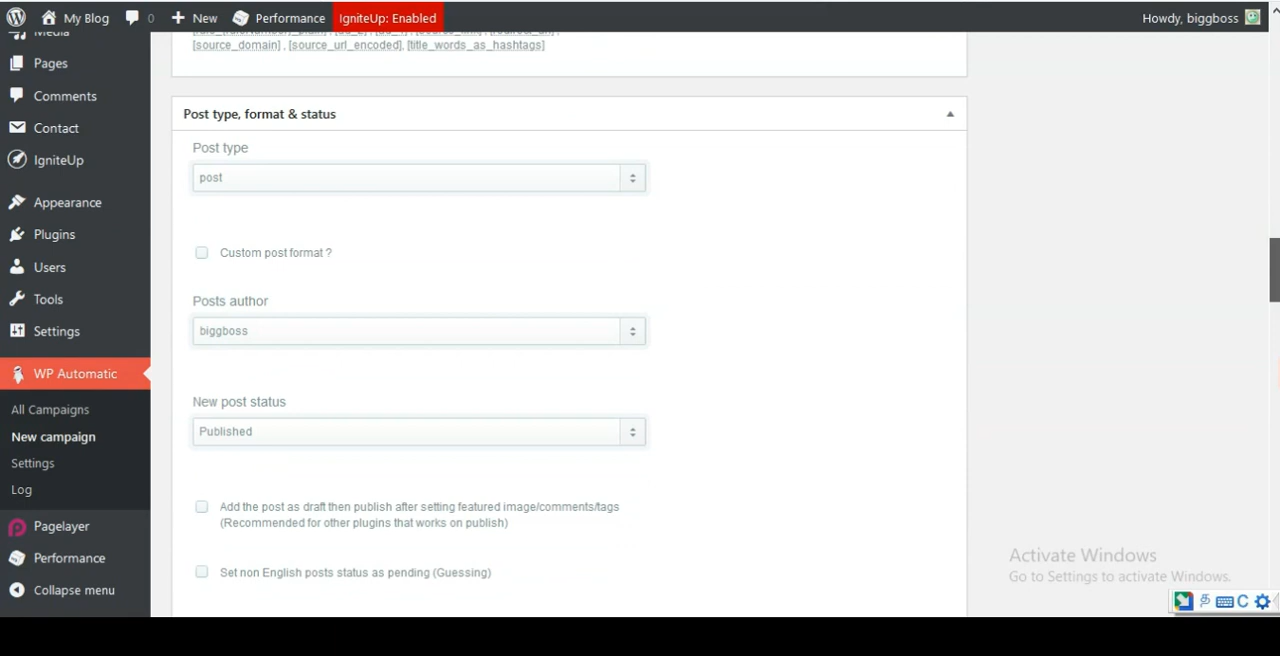 My Blog 0 New Performance IgniteUp: Enabled Howdy, biggboss
Media
Pages
Comments
Contact
IgniteUp
Appearance
Plugins
Users
Tools
Settings
WP Automatic
All Campaigns
New campaign
Settings
Log
Pagelayer
Performance
Collapse menu
[source_domain] , [source_url_encoded], [title_words_as_hashtags]
Post type, format & status
Post type
post
Custom post format ?
Posts author
biggboss
New post status
Published
Add the post as draft then publish after setting featured image/comments/tags
(Recommended for other plugins that works on publish)
Set non English posts status as pending (Guessing)
Activate Windows
Go to Settings to activate Windows.